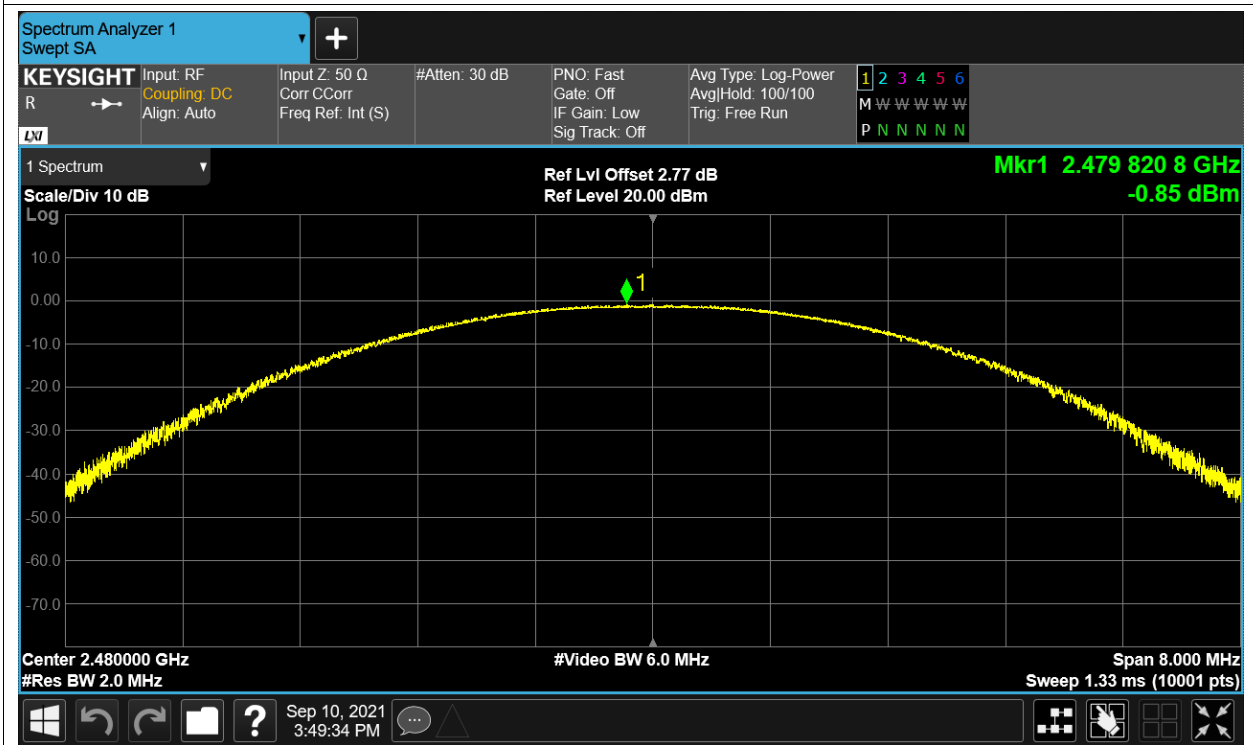 Spectrum Analyzer 1
Swept SA
KEYSIGHT
R
LXI
Input: RF
Coupling: DC
Align: Auto
Input Z: 50 Ω
Corr CCorr
Freq Ref: Int (S)
#Atten: 30 dB
PNO: Fast
Gate: Off
IF Gain: Low
Sig Track: Off
Avg Type: Log-Power
Avg|Hold: 100/100
Trig: Free Run
1 2 3 4 5 6
M W W W W W W
P N N N N N N
1 Spectrum
Scale/Div 10 dB
Log
Ref Lvl Offset 2.77 dB
Ref Level 20.00 dBm
Mkr1 2.479 820 8 GHz
-0.85 dBm
10.0
0.00
-10.0
-20.0
-30.0
-40.0
-50.0
-60.0
-70.0
1
Center 2.480000 GHz
#Res BW 2.0 MHz
#Video BW 6.0 MHz
Span 8.000 MHz
Sweep 1.33 ms (10001 pts)
?
Sep 10, 2021
3:49:34 PM